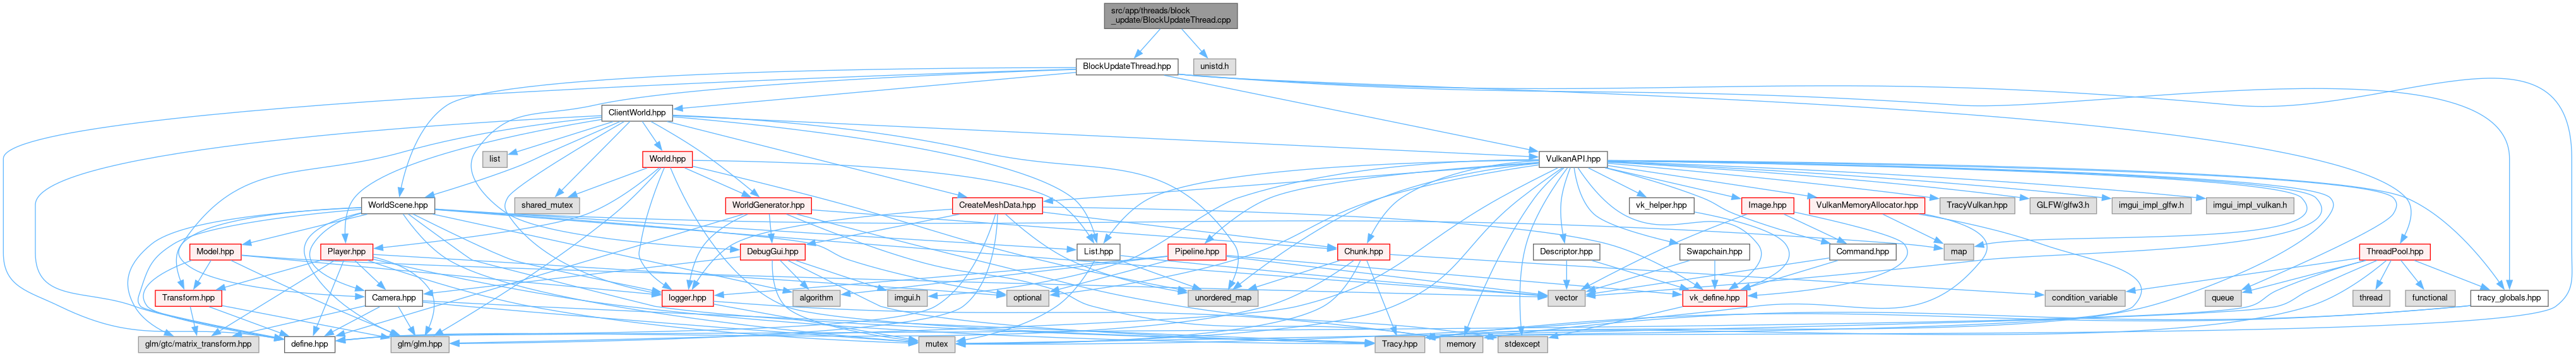 src/app/threads/block
_update/BlockUpdateThread.cpp
BlockUpdateThread.hpp
unistd.h
ClientWorld.hpp
list
World.hpp
VulkanAPI.hpp
shared_mutex
WorldScene.hpp
WorldGenerator.hpp
CreateMeshData.hpp
vk_helper.hpp
Image.hpp
VulkanMemoryAllocator.hpp
TracyVulkan.hpp
GLFW/glfw3.h
imgui_impl_glfw.h
imgui_impl_vulkan.h
Model.hpp
Player.hpp
DebugGui.hpp
List.hpp
Pipeline.hpp
Chunk.hpp
Descriptor.hpp
Swapchain.hpp
Command.hpp
map
ThreadPool.hpp
Transform.hpp
Camera.hpp
logger.hpp
algorithm
imgui.h
optional
unordered_map
vector
vk_define.hpp
condition_variable
queue
thread
functional
tracy_globals.hpp
glm/gtc/matrix_transform.hpp
define.hpp
glm/glm.hpp
mutex
Tracy.hpp
memory
stdexcept